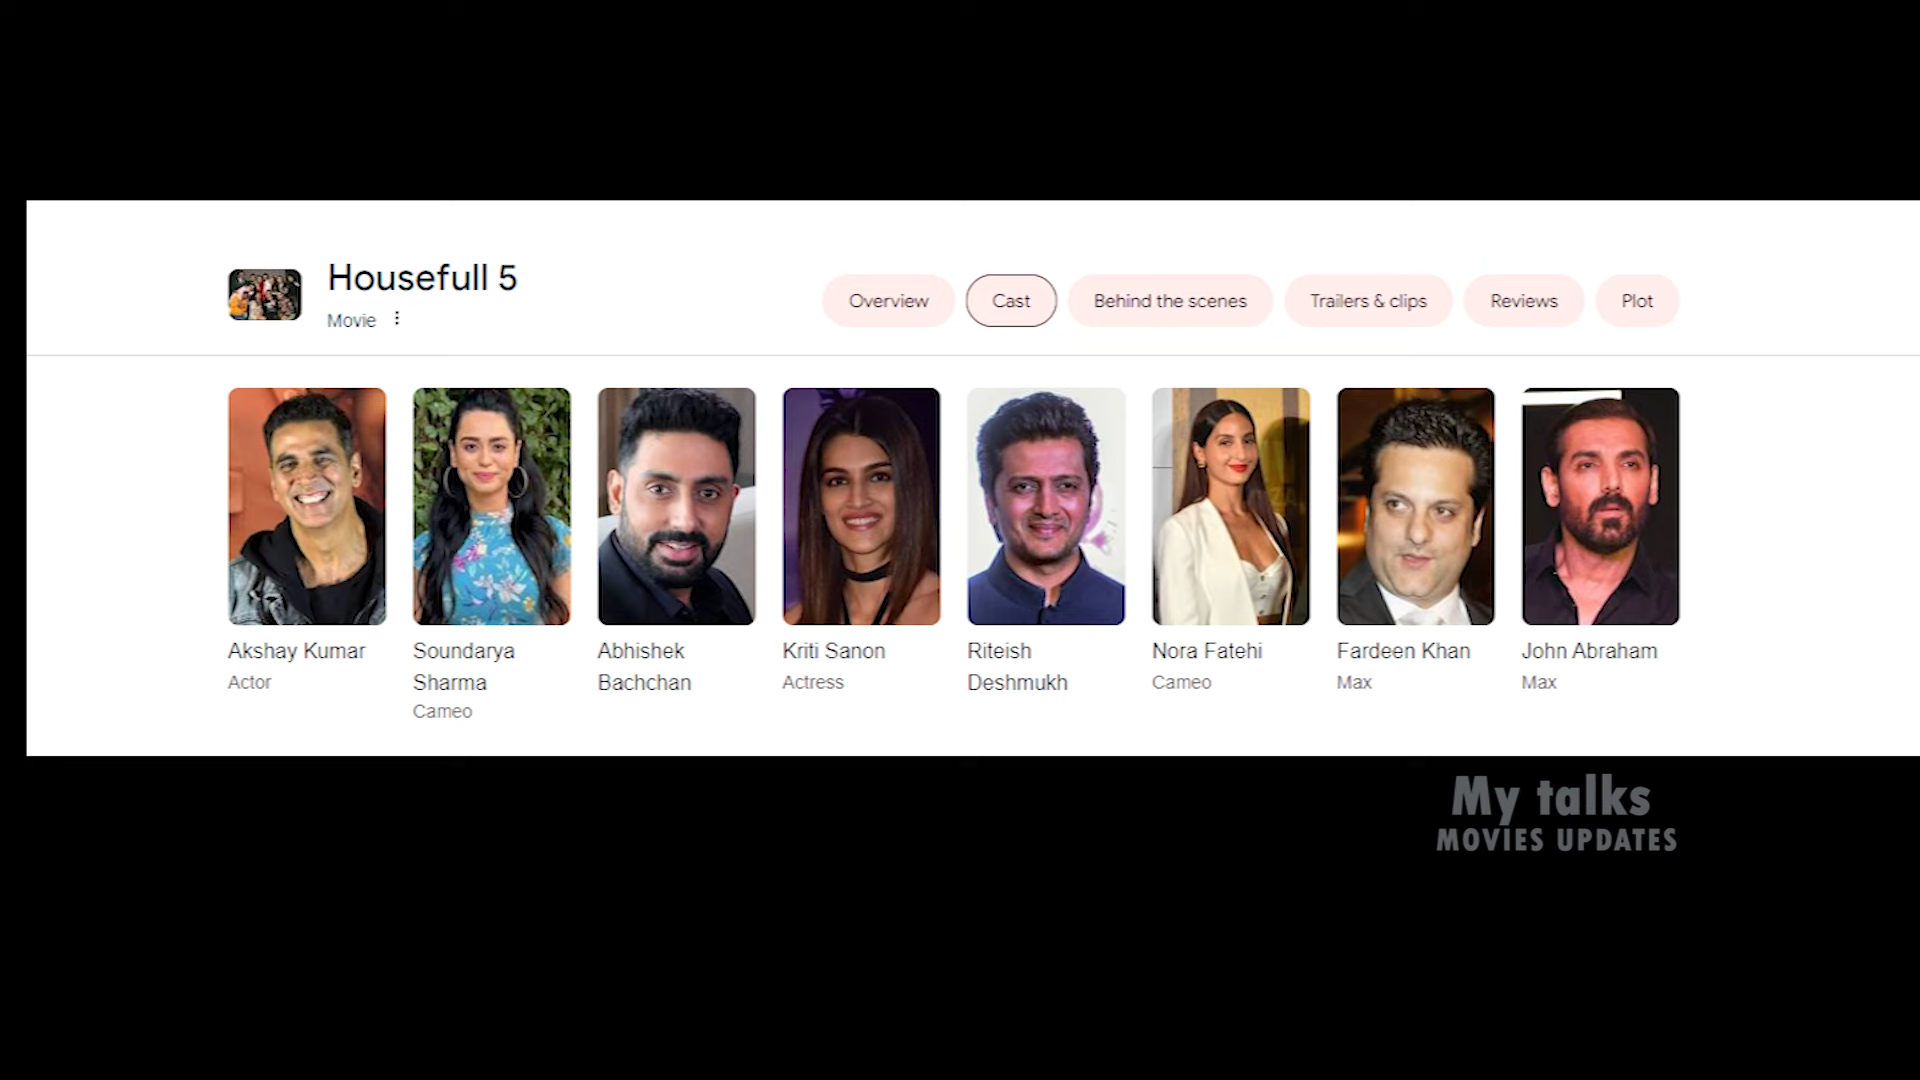 Housefull 5
Movie
Overview
Cast
Behind the scenes
Trailers & clips
Reviews
Plot
Akshay Kumar
Actor
Soundarya
Sharma
Cameo
Abhishek
Bachchan
Kriti Sanon
Actress
Riteish
Deshmukh
Nora Fatehi
Cameo
Fardeen Khan
Max
John Abraham
Max
My talks
MOVIES UPDATES